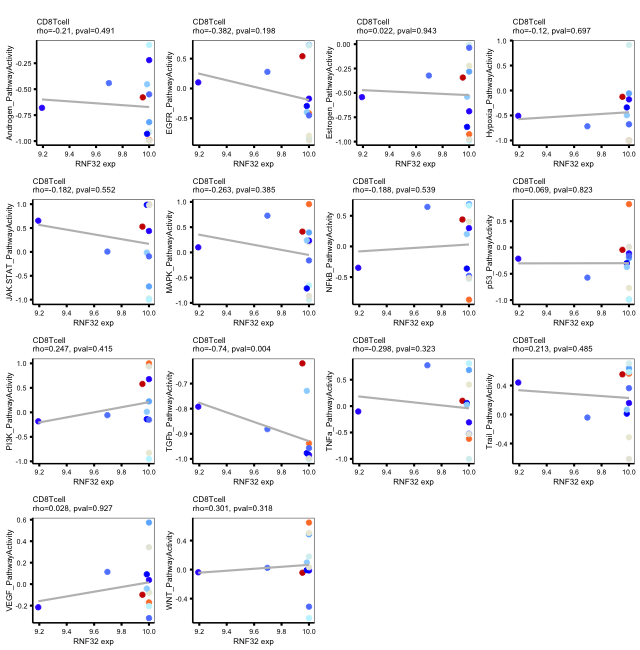 CD8Tcell
rho=-0.21, pval=0.491
Androgen_PathwayActivity
-0.25
-0.50
-0.75
-1.00
9.2 9.4 9.6 9.8 10.0
RNF32 exp
CD8Tcell
rho=-0.382, pval=0.198
EGFR_PathwayActivity
0.5
0.0
-0.5
9.2 9.4 9.6 9.8 10.0
RNF32 exp
CD8Tcell
rho=0.022, pval=0.943
Estrogen_PathwayActivity
0.00
-0.25
-0.50
-0.75
-1.00
9.2 9.4 9.6 9.8 10.0
RNF32 exp
CD8Tcell
rho=-0.12, pval=0.697
Hypoxia_PathwayActivity
1.0
0.5
0.0
-0.5
-1.0
9.2 9.4 9.6 9.8 10.0
RNF32 exp
CD8Tcell
rho=-0.182, pval=0.552
JAK-STAT_PathwayActivity
1.0
0.5
0.0
-0.5
-1.0
9.2 9.4 9.6 9.8 10.0
RNF32 exp
CD8Tcell
rho=-0.263, pval=0.385
MAPK_PathwayActivity
1.0
0.5
0.0
-0.5
-1.0
9.2 9.4 9.6 9.8 10.0
RNF32 exp
CD8Tcell
rho=-0.188, pval=0.539
NFkB_PathwayActivity
0.5
0.0
-0.5
9.2 9.4 9.6 9.8 10.0
RNF32 exp
CD8Tcell
rho=0.069, pval=0.823
p53_PathwayActivity
0.5
0.0
-0.5
-1.0
9.2 9.4 9.6 9.8 10.0
RNF32 exp
CD8Tcell
rho=0.247, pval=0.415
PI3K_PathwayActivity
1.0
0.5
0.0
-0.5
-1.0
9.2 9.4 9.6 9.8 10.0
RNF32 exp
CD8Tcell
rho=-0.74, pval=0.004
TGFb_PathwayActivity
-0.7
-0.8
-0.9
-1.0
9.2 9.4 9.6 9.8 10.0
RNF32 exp
CD8Tcell
rho=-0.298, pval=0.323
TNFa_PathwayActivity
0.5
0.0
-0.5
-1.0
9.2 9.4 9.6 9.8 10.0
RNF32 exp
CD8Tcell
rho=0.213, pval=0.485
Trail_PathwayActivity
0.4
0.0
-0.4
9.2 9.4 9.6 9.8 10.0
RNF32 exp
CD8Tcell
rho=0.028, pval=0.927
VEGF_PathwayActivity
0.6
0.4
0.2
0.0
-0.2
9.2 9.4 9.6 9.8 10.0
RNF32 exp
CD8Tcell
rho=0.301, pval=0.318
WNT_PathwayActivity
0.4
0.0
-0.4
9.2 9.4 9.6 9.8 10.0
RNF32 exp